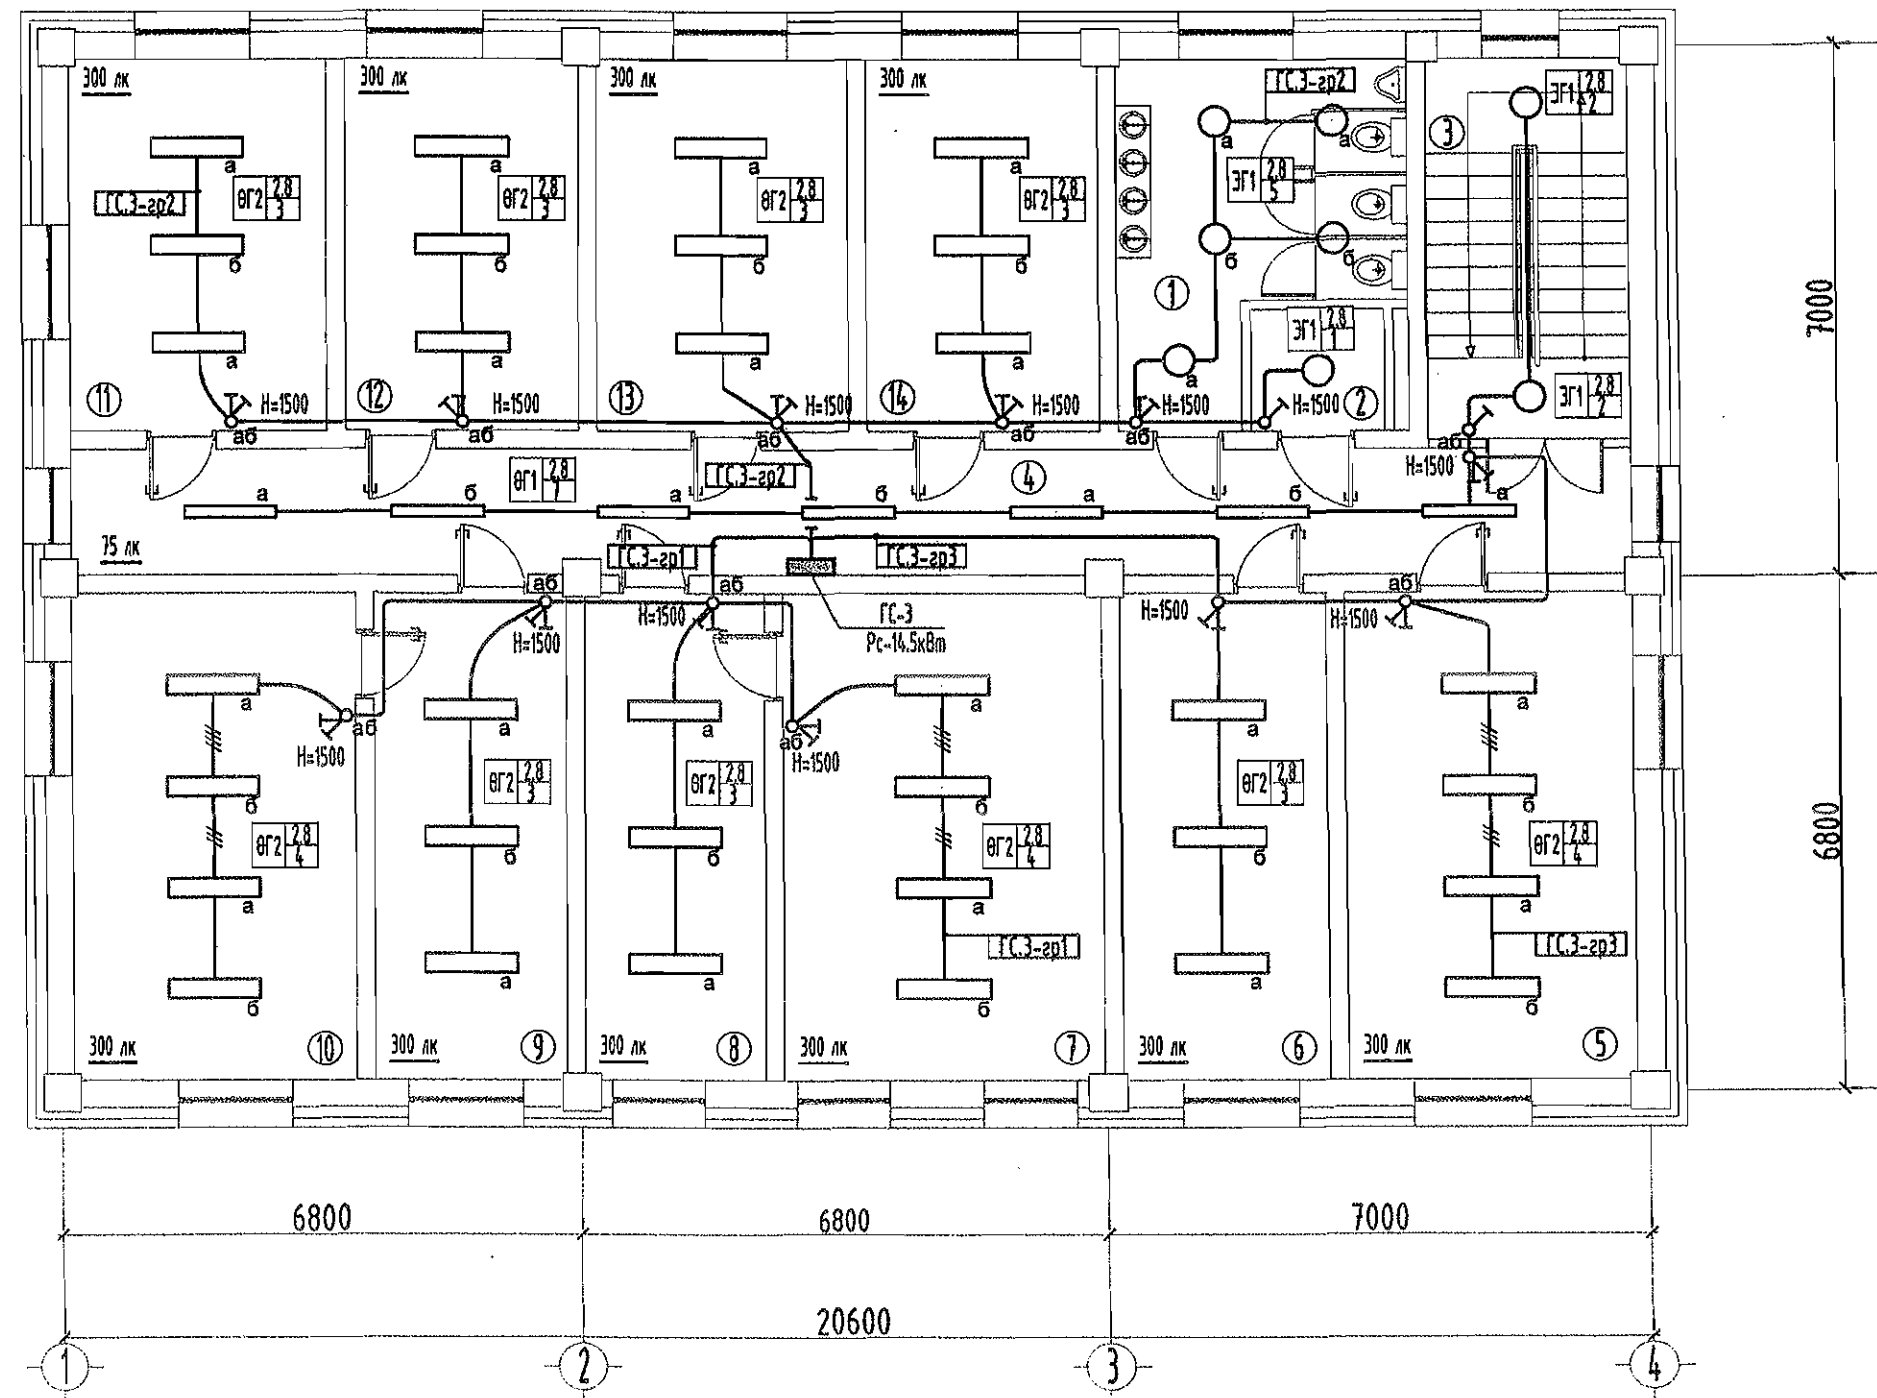 300 лк
300 лк
300 лк
300 лк
ГС.3-гр2
ЭГ1 2,8 2
3
а
а
а
а
а
а
ΘГ2 2,8 3
ΘГ2 2,8 3
ΘГ2 2,8 3
ΘГ2 2,8 3
ЭГ1 2,8 5
ГС.3-гр2
б
б
б
б
б
б
1
ЭГ1 2,8 1
а
а
а
а
а
11
12
13
14
2
ЭГ1 2,8 2
H=1500
H=1500
H=1500
H=1500
H=1500
H=1500
аб
аб
аб
аб
аб
аб
H=1500
ΘГ1 2,8 7
ГС.3-гр2
4
а
б
а
б
а
б
а
75 лк
ГС.3-гр1
ГС.3-гр3
аб
аб
аб
H=1500
H=1500
H=1500
H=1500
ГС-3
Рс-14.5кВт
а
аб
H=1500
а
а
аб
H=1500
а
а
а
ΘГ2 2,8 3
ΘГ2 2,8 3
ΘГ2 2,8 3
б
б
б
б
б
б
ΘГ2 2,8 4
ΘГ2 2,8 4
ΘГ2 2,8 4
а
а
а
ГС.3-гр1
ГС.3-гр3
а
а
а
б
б
б
300 лк
10
300 лк
9
300 лк
8
300 лк
7
300 лк
6
300 лк
5
7000
6800
6800
6800
7000
20600
1
2
3
4